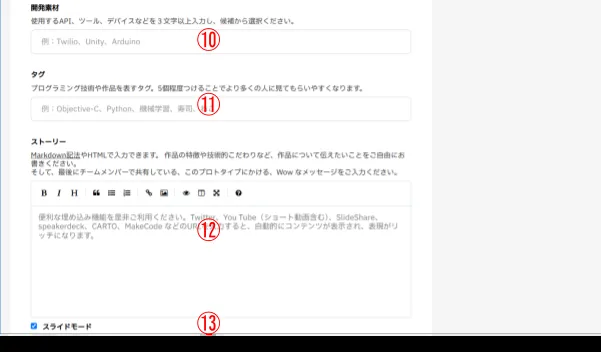 開発素材
使用するAPI、ツール、デバイスなどを3文字以上入力し、候補から選択ください。
例：Twilio、Unity、Arduino
⑩
タグ
プログラミング技術や作品を表すタグ。5個程度つけることでより多くの人に見てもらいやすくなります。
例：Objective-C、Python、機械学習、寿司、
⑪
ストーリー
Markdown記法やHTMLで入力できます。 作品の特徴や技術的こだわりなど、作品について伝えたいことをご自由にお
書きください。
そして、最後にチームメンバーで共有している、このプロトタイプにかける、Wow なメッセージをご入力ください。
B I H
便利な埋め込み機能を是非ご利用ください。Twitter、You Tube（ショート動画含む）、SlideShare、
speakerdeck、CARTO、MakeCode などのURL 力すると、自動的にコンテンツが表示され、表現がリ
ッチになります。
⑫
スライドモード
⑬